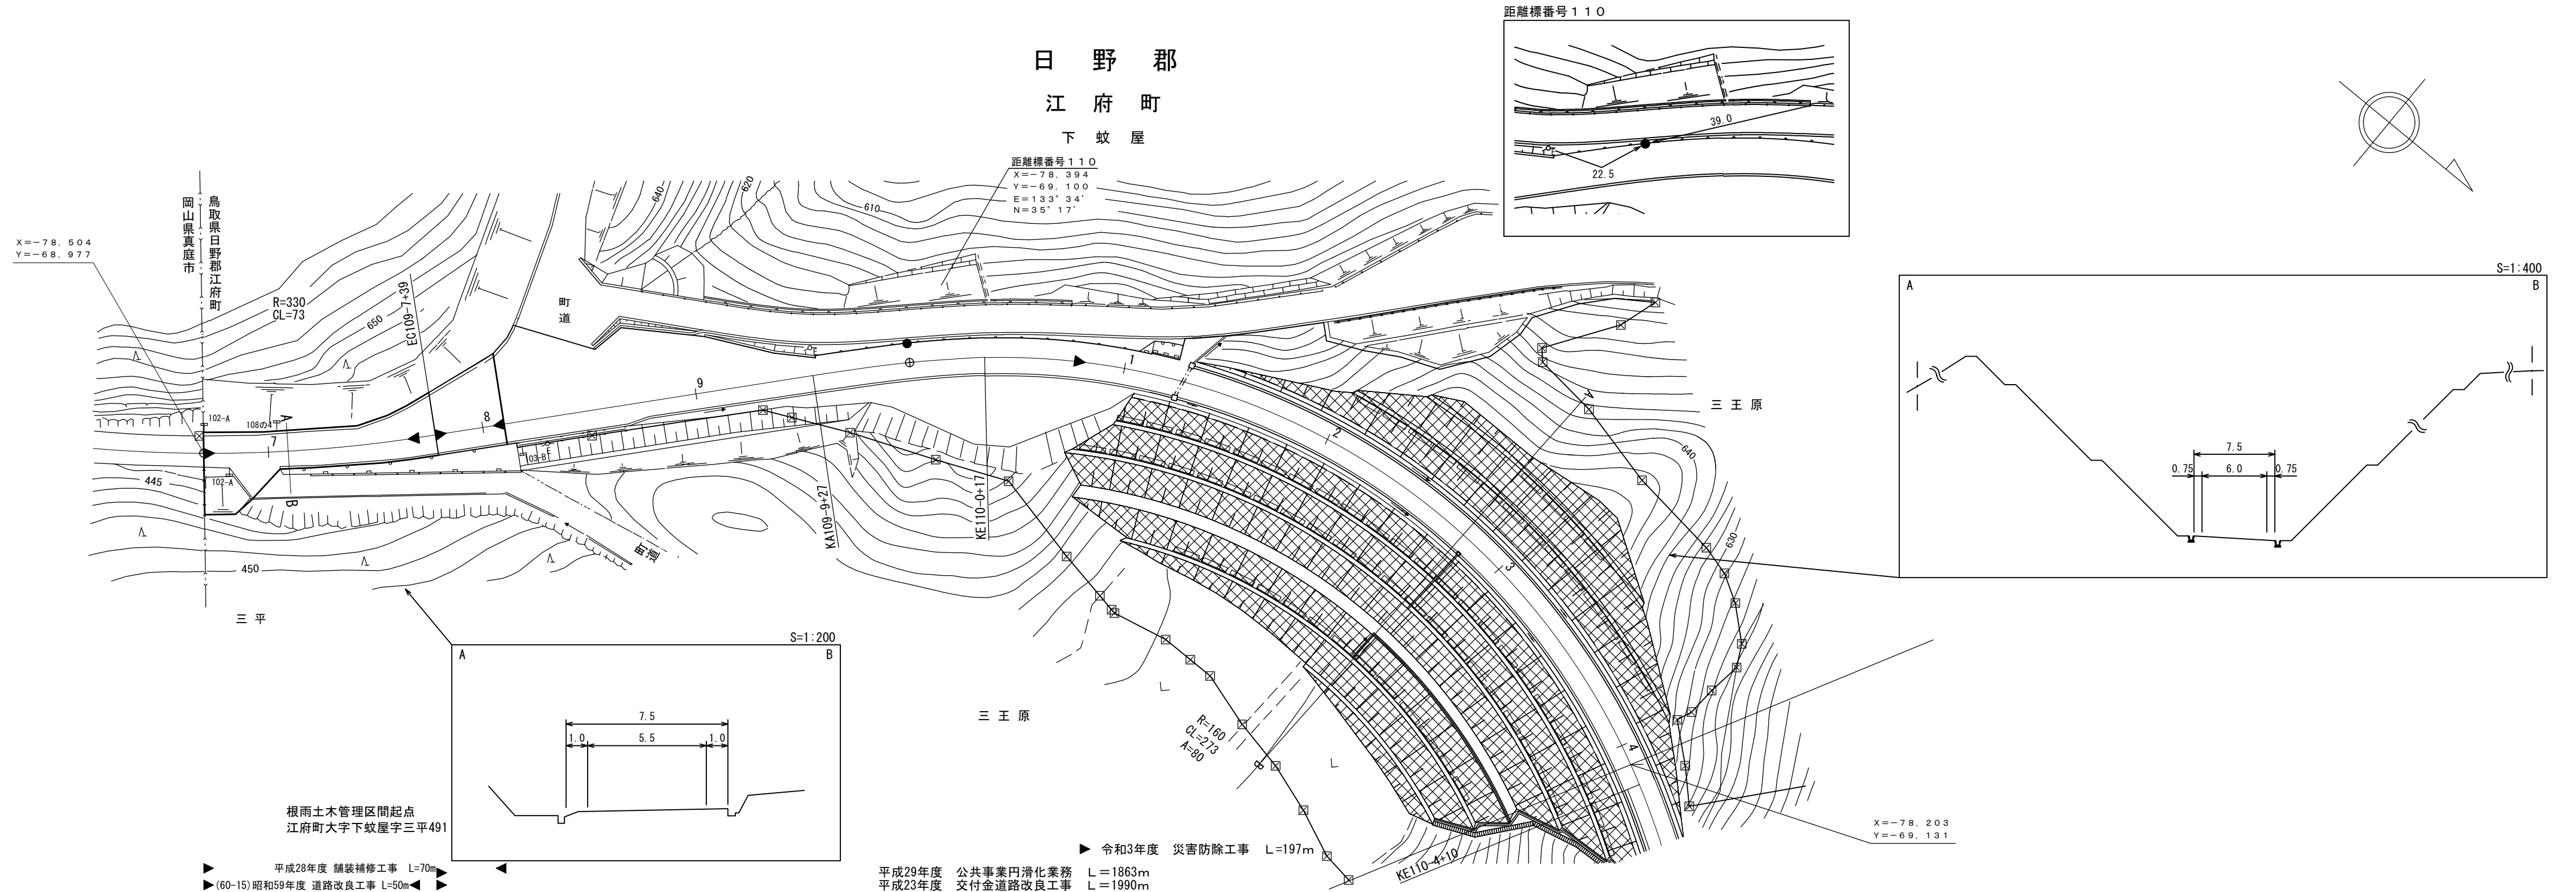 距離標番号１１０
39.0
22.5
日野郡
江府町
下蚊屋
距離標番号１１０
X＝－78，394
Y＝－69，100
E＝133°34′
N＝35°17′
鳥取県日野郡江府町
岡山県真庭市
X＝－78，504
Y＝－68，977
R=330
CL=73
650
EC109-7+39
町道
640
620
610
102-A
108の4
A
7
8
9
1
2
3
4
103-B
E
102-A
B
445
450
町道
三平
KA109-9+27
KE110-0+17
三王原
640
630
A
B
三王原
R=160
CL=273
A=80
KE110-4+10
X＝－78，203
Y＝－69，131
S=1:400
A
B
7.5
0.75
6.0
0.75
S=1:200
A
B
7.5
1.0
5.5
1.0
根雨土木管理区間起点
江府町大字下蚊屋字三平491
平成28年度 舗装補修工事 L=70m
(60-15)昭和59年度 道路改良工事 L=50m
令和3年度 災害防除工事 Ｌ=197ｍ
平成29年度 公共事業円滑化業務 Ｌ＝1863ｍ
平成23年度 交付金道路改良工事 Ｌ＝1990ｍ